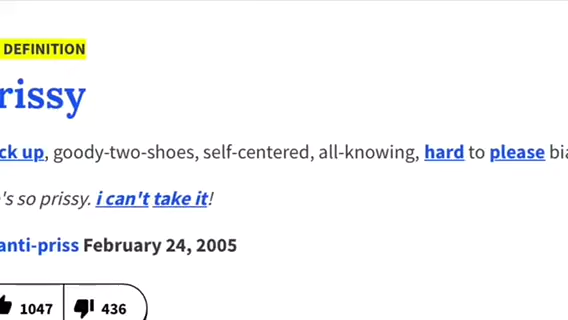 DEFINITION
rissy
ck up, goody-two-shoes, self-centered, all-knowing, hard to please bia
's so prissy. i can't take it!
anti-priss February 24, 2005
1047 436